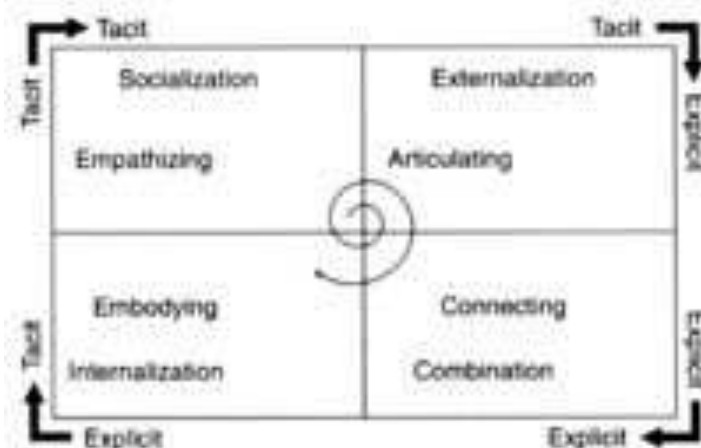 Tacit
Tacit
Tacit
Explicit
Socialization
Externalization
Empathizing
Articulating
Embodying
Connecting
Internalization
Combination
Tacit
Explicit
Explicit
Explicit